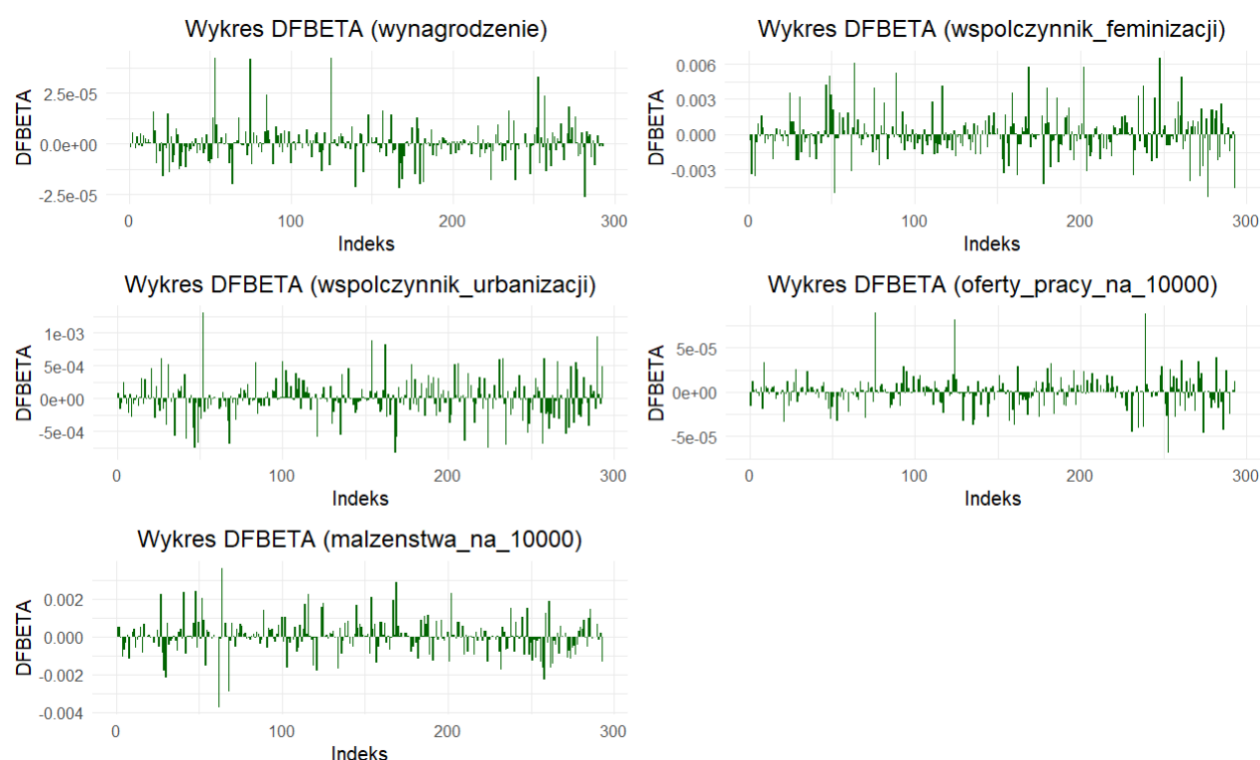 Wykres DFBETA (wynagrodzenie)
DFBETA
2.5e-05
0.0e+00
-2.5e-05
0 100 200 300
Indeks
Wykres DFBETA (wspolczynnik_feminizacji)
DFBETA
0.006
0.003
0.000
-0.003
0 100 200 300
Indeks
Wykres DFBETA (wspolczynnik_urbanizacji)
DFBETA
1e-03
5e-04
0e+00
-5e-04
0 100 200 300
Indeks
Wykres DFBETA (oferty_pracy_na_10000)
DFBETA
5e-05
0e+00
-5e-05
0 100 200 300
Indeks
Wykres DFBETA (malzenstwa_na_10000)
DFBETA
0.002
0.000
-0.002
-0.004
0 100 200 300
Indeks